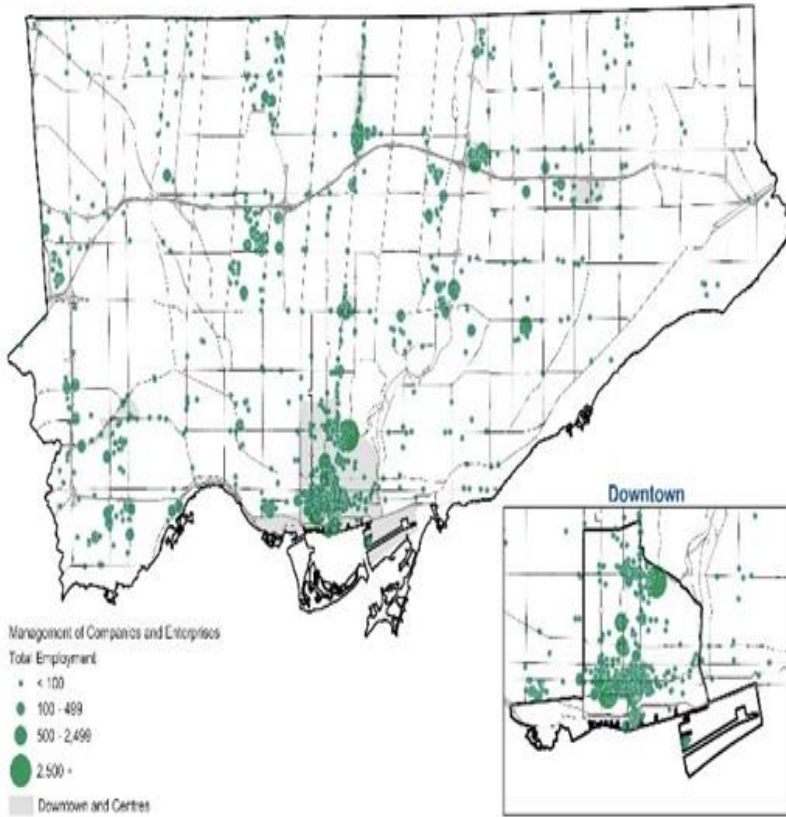 Downtown
Management of Companies and Enterprises
Total Employment
< 100
100 - 499
500 - 2,499
2,500 +
Downtown and Centres